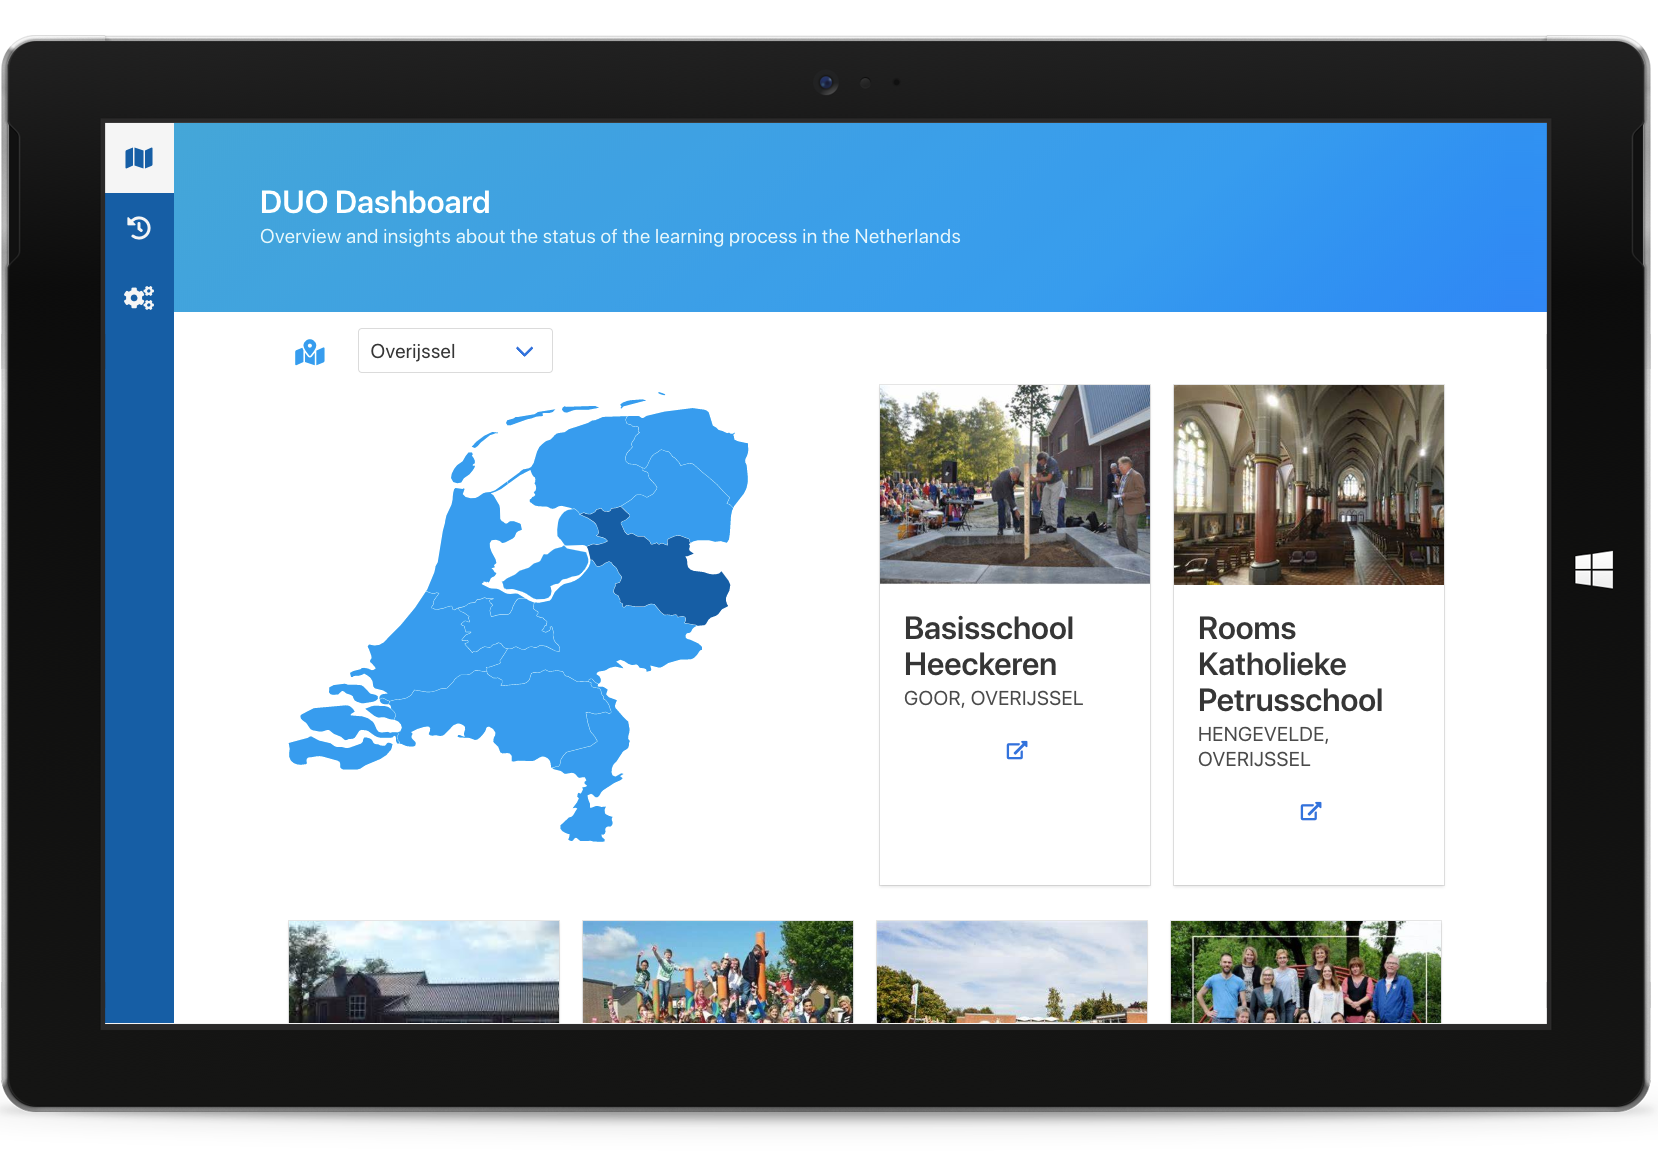 DUO Dashboard
Overview and insights about the status of the learning process in the Netherlands
Overijssel
Basisschool
Heeckeren
GOOR, OVERIJSSEL
Rooms
Katholieke
Petrusschool
HENGEVELDE,
OVERIJSSEL